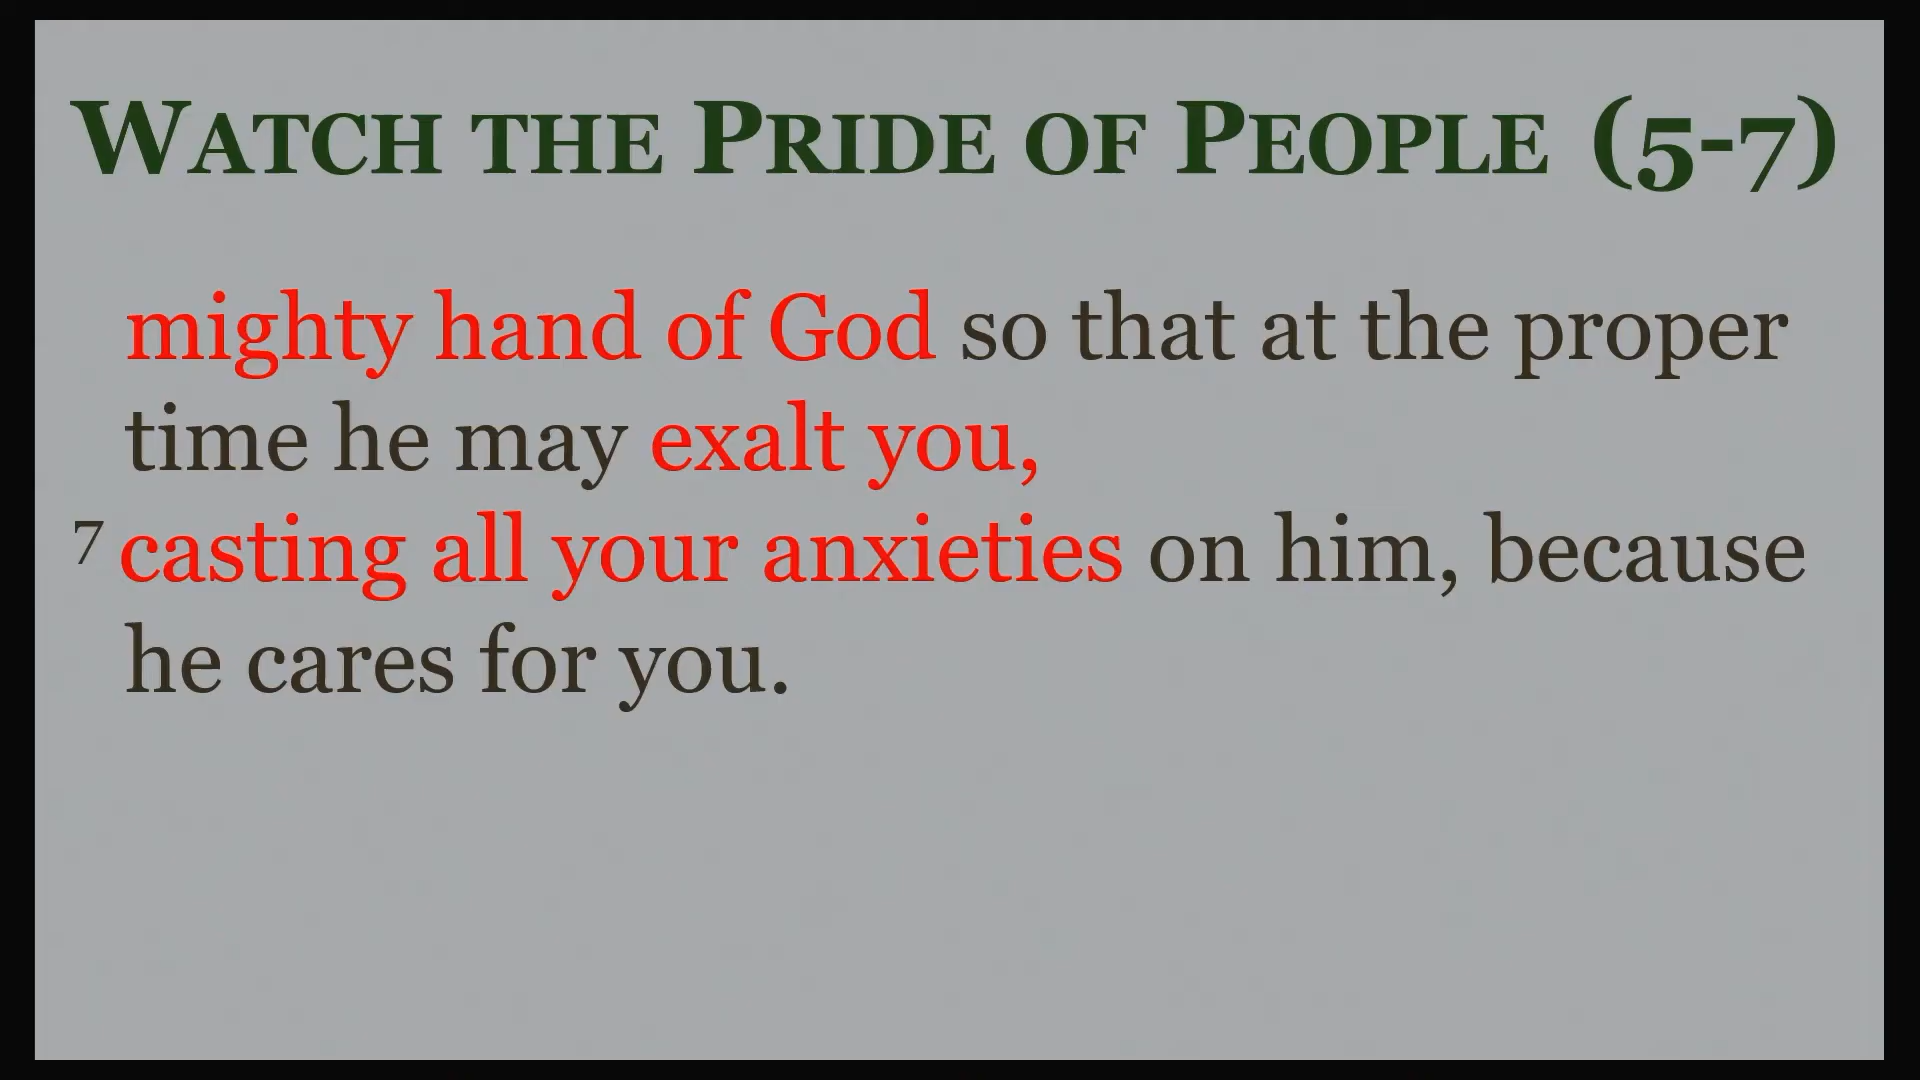 WATCH THE PRIDE OF PEOPLE (5-7)
mighty hand of God so that at the proper
time he may exalt you,
7 casting all your anxieties on him, because
he cares for you.